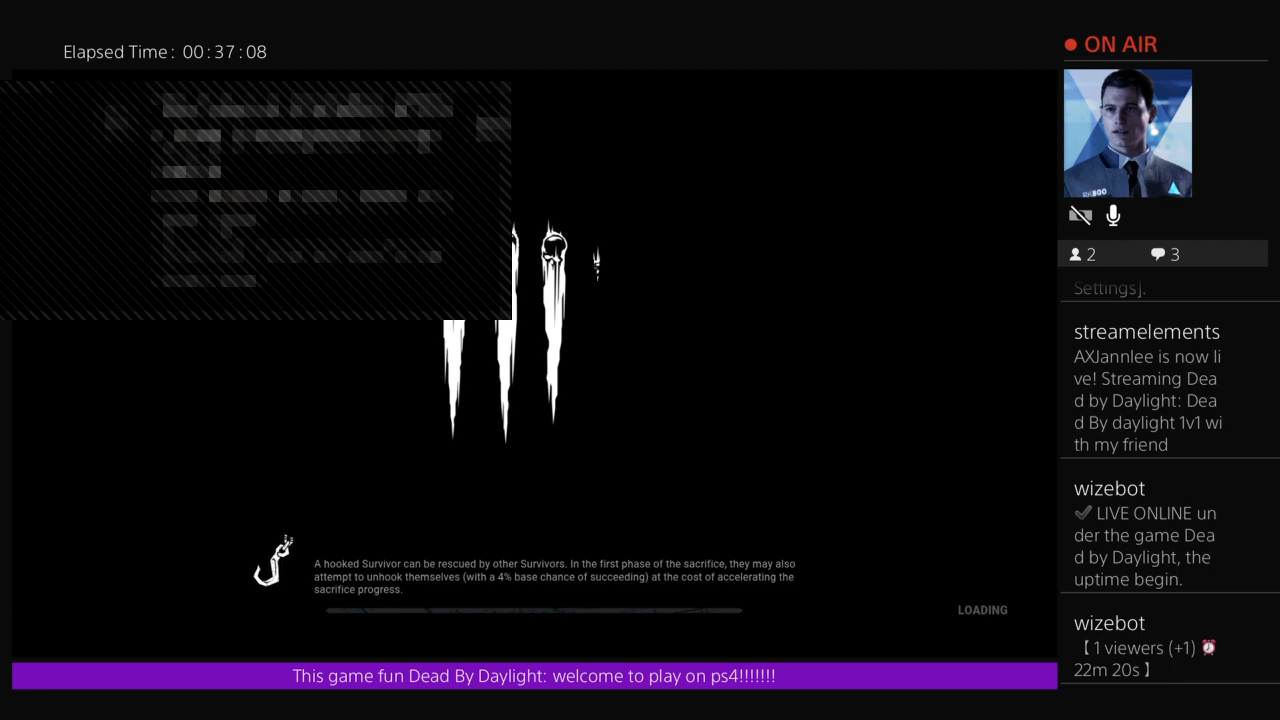 Elapsed Time: 00:37:08
ON AIR
2
3
Settings].
streamelements
AXJannlee is now li
ve! Streaming Dea
d by Daylight: Dea
d By daylight 1v1 wi
th my friend
wizebot
✔ LIVE ONLINE un
der the game Dea
d by Daylight, the
uptime begin.
wizebot
【1 viewers (+1) ⏰
22m 20s】
A hooked Survivor can be rescued by other Survivors. In the first phase of the sacrifice, they may also
attempt to unhook themselves (with a 4% base chance of succeeding) at the cost of accelerating the
sacrifice progress.
LOADING
This game fun Dead By Daylight: welcome to play on ps4!!!!!!!